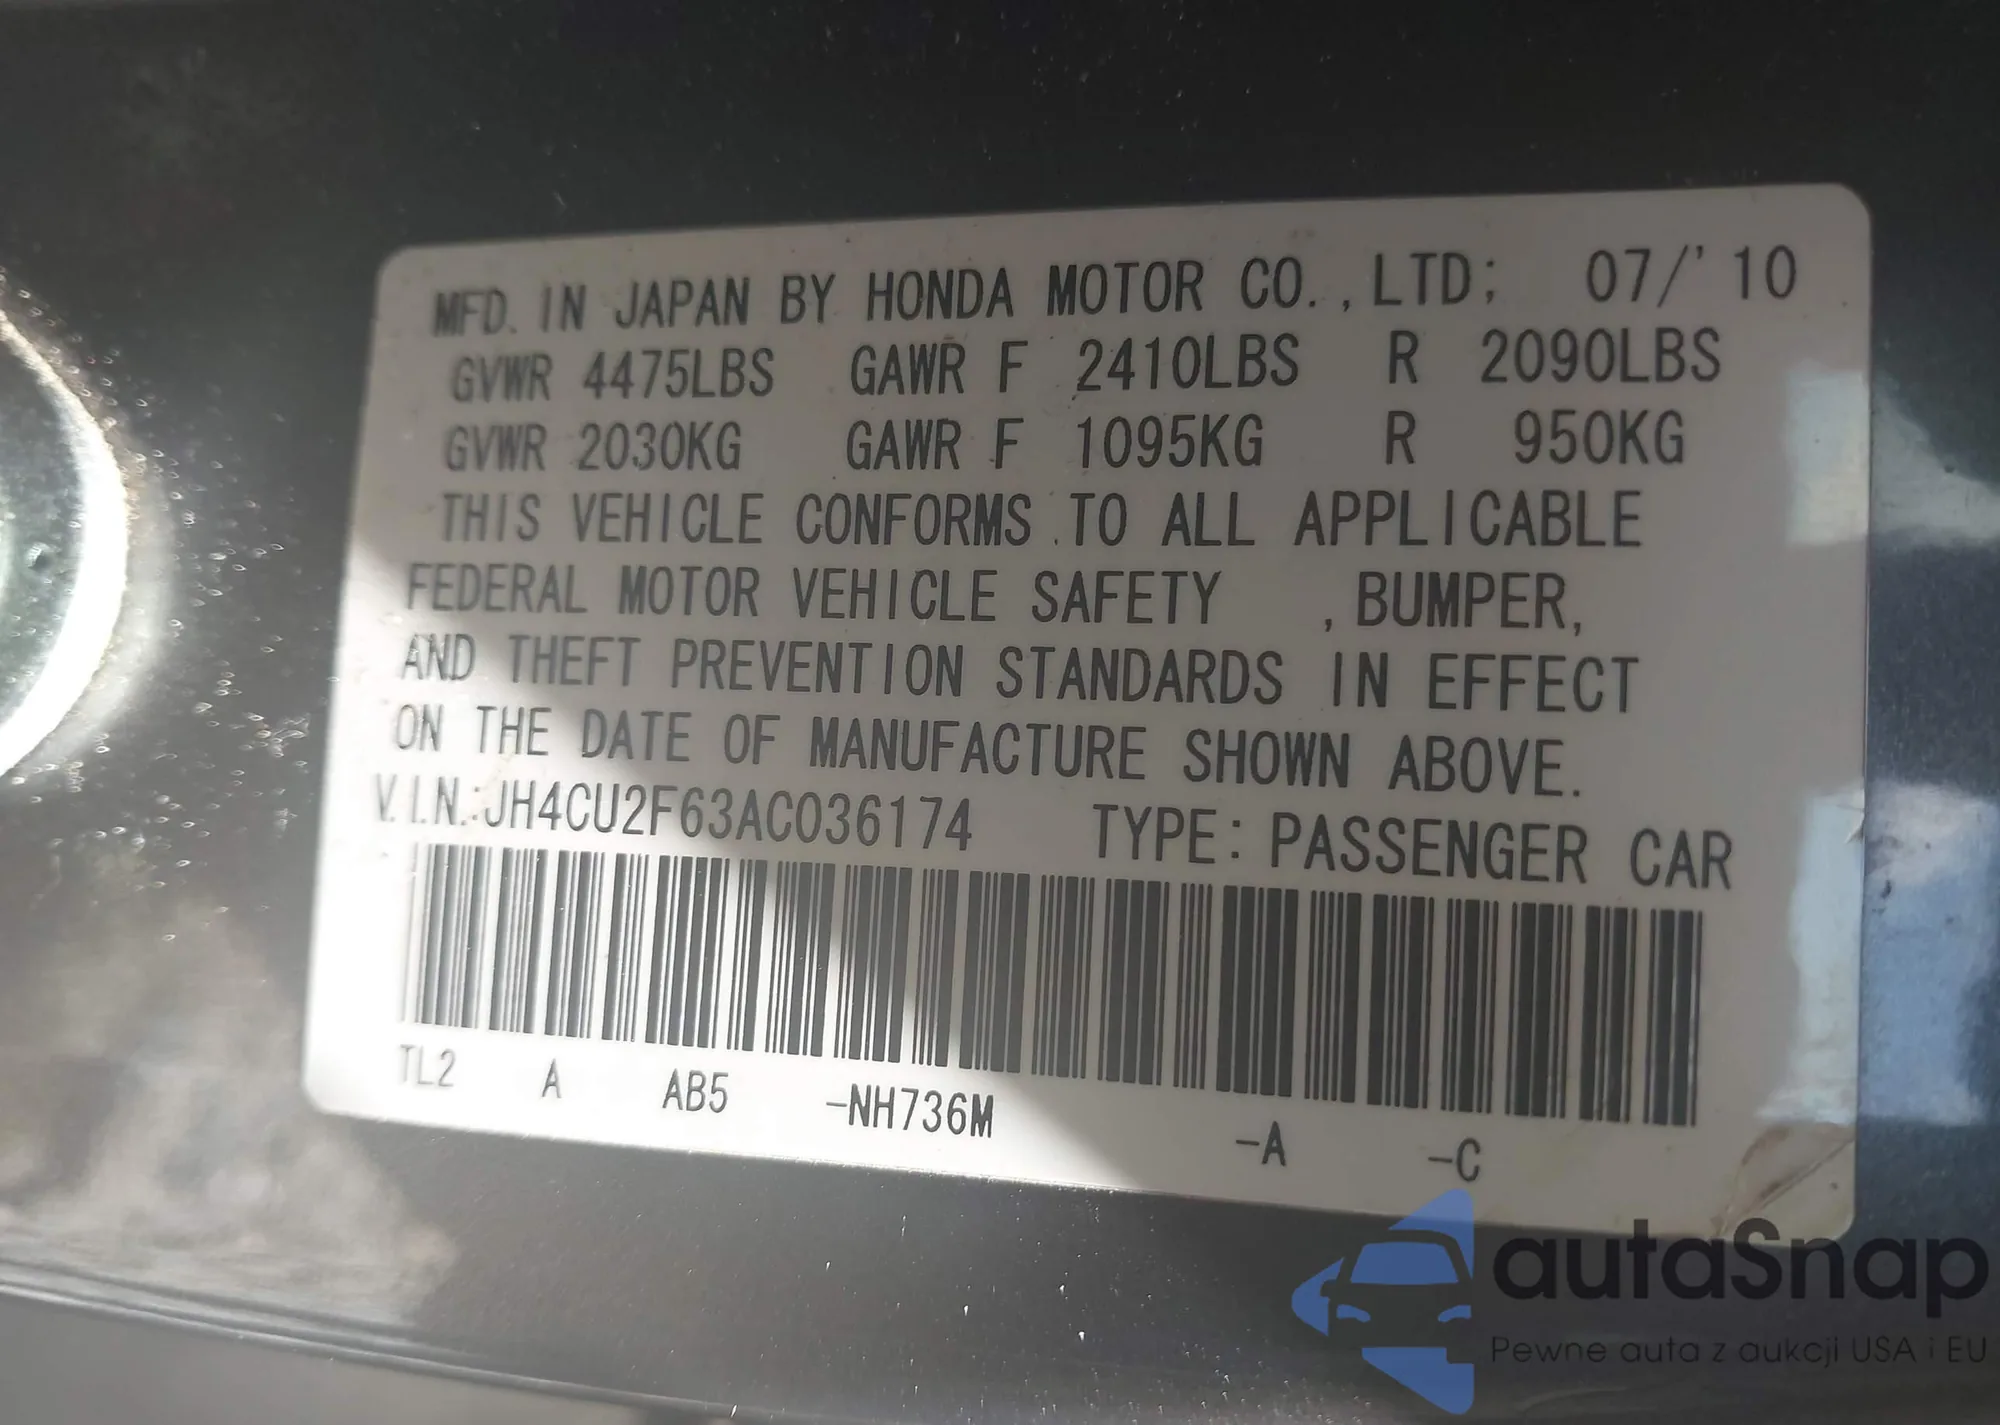 MFD. IN JAPAN BY HONDA MOTOR CO.,LTD; 07/'10
GVWR 4475LBS GAWR F 2410LBS R 2090LBS
GVWR 2030KG GAWR F 1095KG R 950KG
THIS VEHICLE CONFORMS TO ALL APPLICABLE
FEDERAL MOTOR VEHICLE SAFETY , BUMPER,
AND THEFT PREVENTION STANDARDS IN EFFECT
ON THE DATE OF MANUFACTURE SHOWN ABOVE.
V.I.N.:JH4CU2F63AC036174 TYPE: PASSENGER CAR
TL2 A AB5 -NH736M -A -C
autaSnap
Pewne auta z aukcji USA i EU